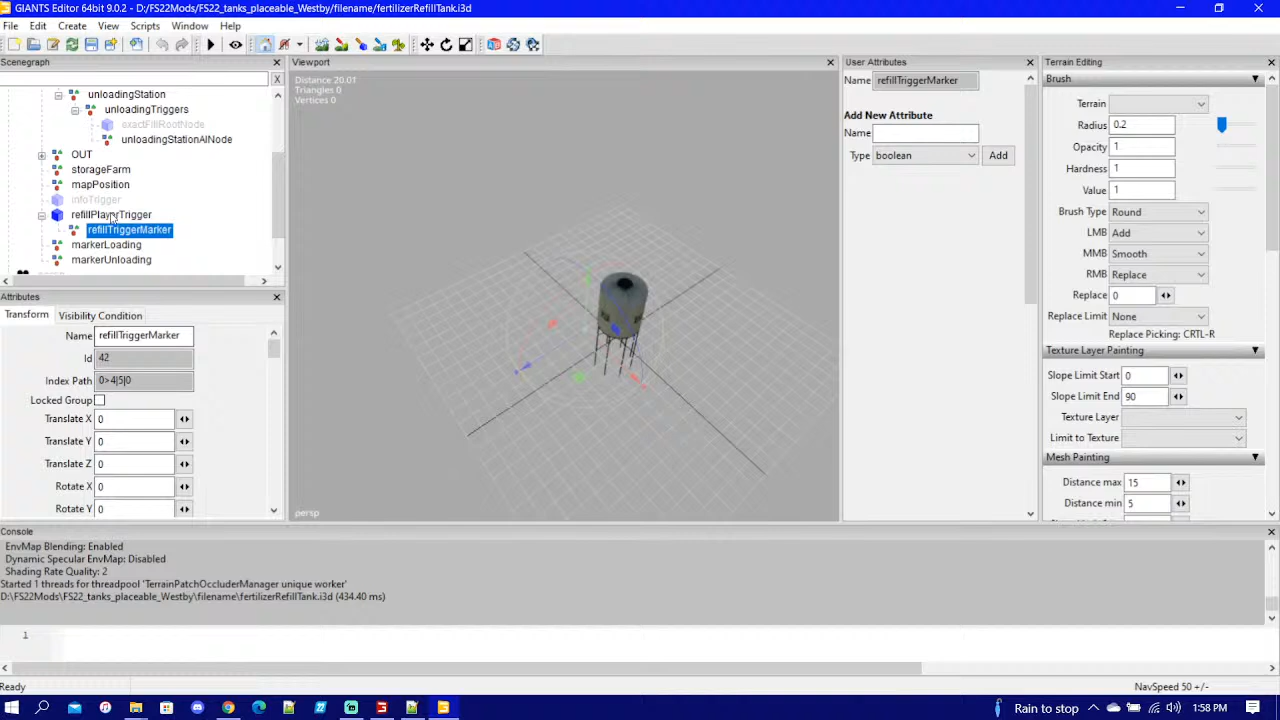 GIANTS Editor 64bit 9.0.2 - D:/FS22Mods/FS22_tanks_placeable_Westby/filename/fertilizerRefillTank.i3d
File Edit Create View Scripts Window Help
Scenegraph
X
unloadingStation
unloadingTriggers
exactFillRootNode
unloadingStationAINode
OUT
storageFarm
mapPosition
infoTrigger
refillPlayerTrigger
refillTriggerMarker
markerLoading
markerUnloading
Attributes
Transform Visibility Condition
Name refillTriggerMarker
Id 42
Index Path 0>4|5|0
Locked Group
Translate X 0
Translate Y 0
Translate Z 0
Rotate X 0
Rotate Y 0
Viewport
Distance 20.01
Triangles 0
Vertices 0
persp
User Attributes
Name refillTriggerMarker
Add New Attribute
Name
Type boolean Add
Terrain Editing
Brush
Terrain
Radius 0.2
Opacity 1
Hardness 1
Value 1
Brush Type Round
LMB Add
MMB Smooth
RMB Replace
Replace 0
Replace Limit None
Replace Picking: CRTL-R
Texture Layer Painting
Slope Limit Start 0
Slope Limit End 90
Texture Layer
Limit to Texture
Mesh Painting
Distance max 15
Distance min 5
Console
EnvMap Blending: Enabled
Dynamic Specular EnvMap: Disabled
Shading Rate Quality: 2
Started 1 threads for threadpool 'TerrainPatchOccluderManager unique worker'
D:\FS22Mods\FS22_tanks_placeable_Westby\filename\fertilizerRefillTank.i3d (434.40 ms)
1
Ready
NavSpeed 50 +/-
Rain to stop
1:58 PM